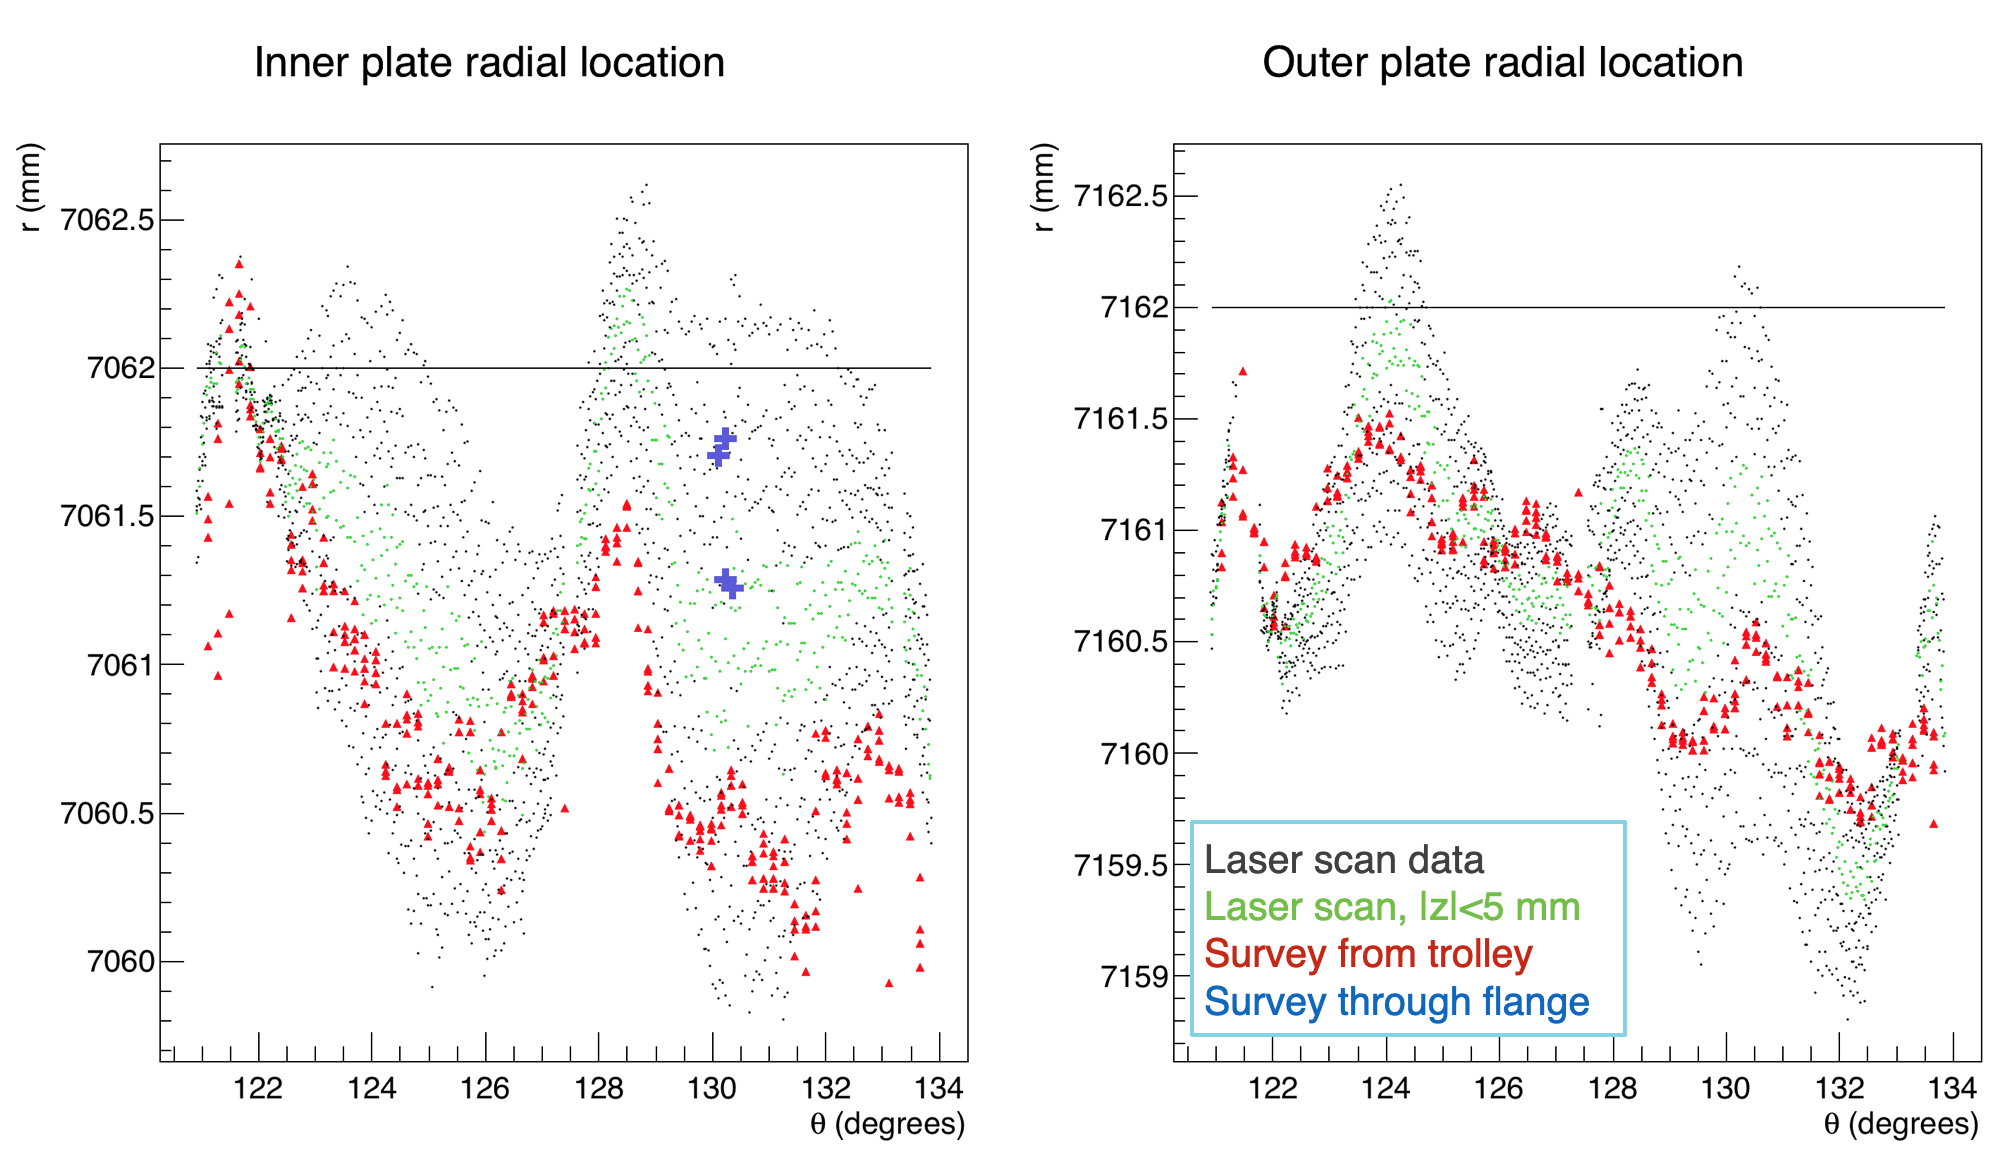 Inner plate radial location
r (mm)
7062.5
7062
7061.5
7061
7060.5
7060
122 124 126 128 130 132 134
θ (degrees)
Outer plate radial location
r (mm)
7162.5
7162
7161.5
7161
7160.5
7160
7159.5
7159
122 124 126 128 130 132 134
θ (degrees)
Laser scan data
Laser scan, |z|<5 mm
Survey from trolley
Survey through flange